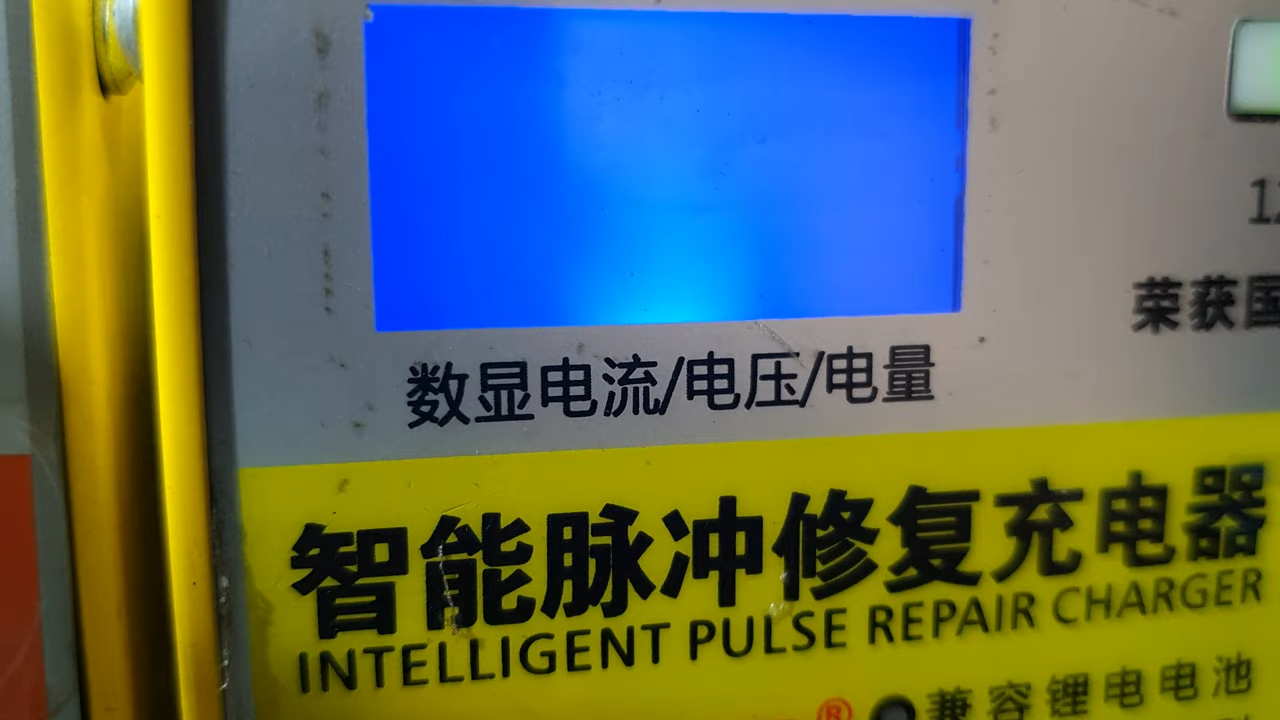 荣获国
数显电流/电压/电量
智能脉冲修复充电器
INTELLIGENT PULSE REPAIR CHARGER
®
兼容锂电电池